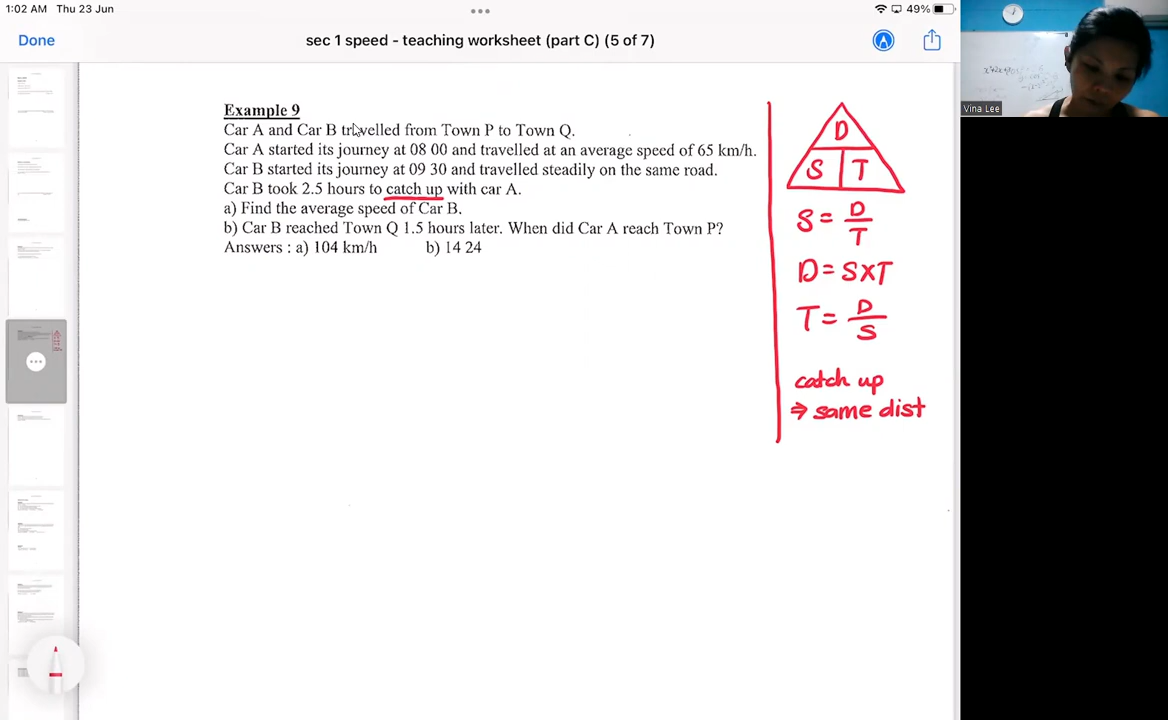 1:02 AM Thu 23 Jun
49%
Done
sec 1 speed - teaching worksheet (part C) (5 of 7)
Vina Lee
Example 9
Car A and Car B travelled from Town P to Town Q.
Car A started its journey at 08 00 and travelled at an average speed of 65 km/h.
Car B started its journey at 09 30 and travelled steadily on the same road.
Car B took 2.5 hours to catch up with car A.
a) Find the average speed of Car B.
b) Car B reached Town Q 1.5 hours later. When did Car A reach Town P?
Answers : a) 104 km/h b) 14 24
D
S T
S = D/T
D = S x T
T = D/S
catch up
⇒ same dist